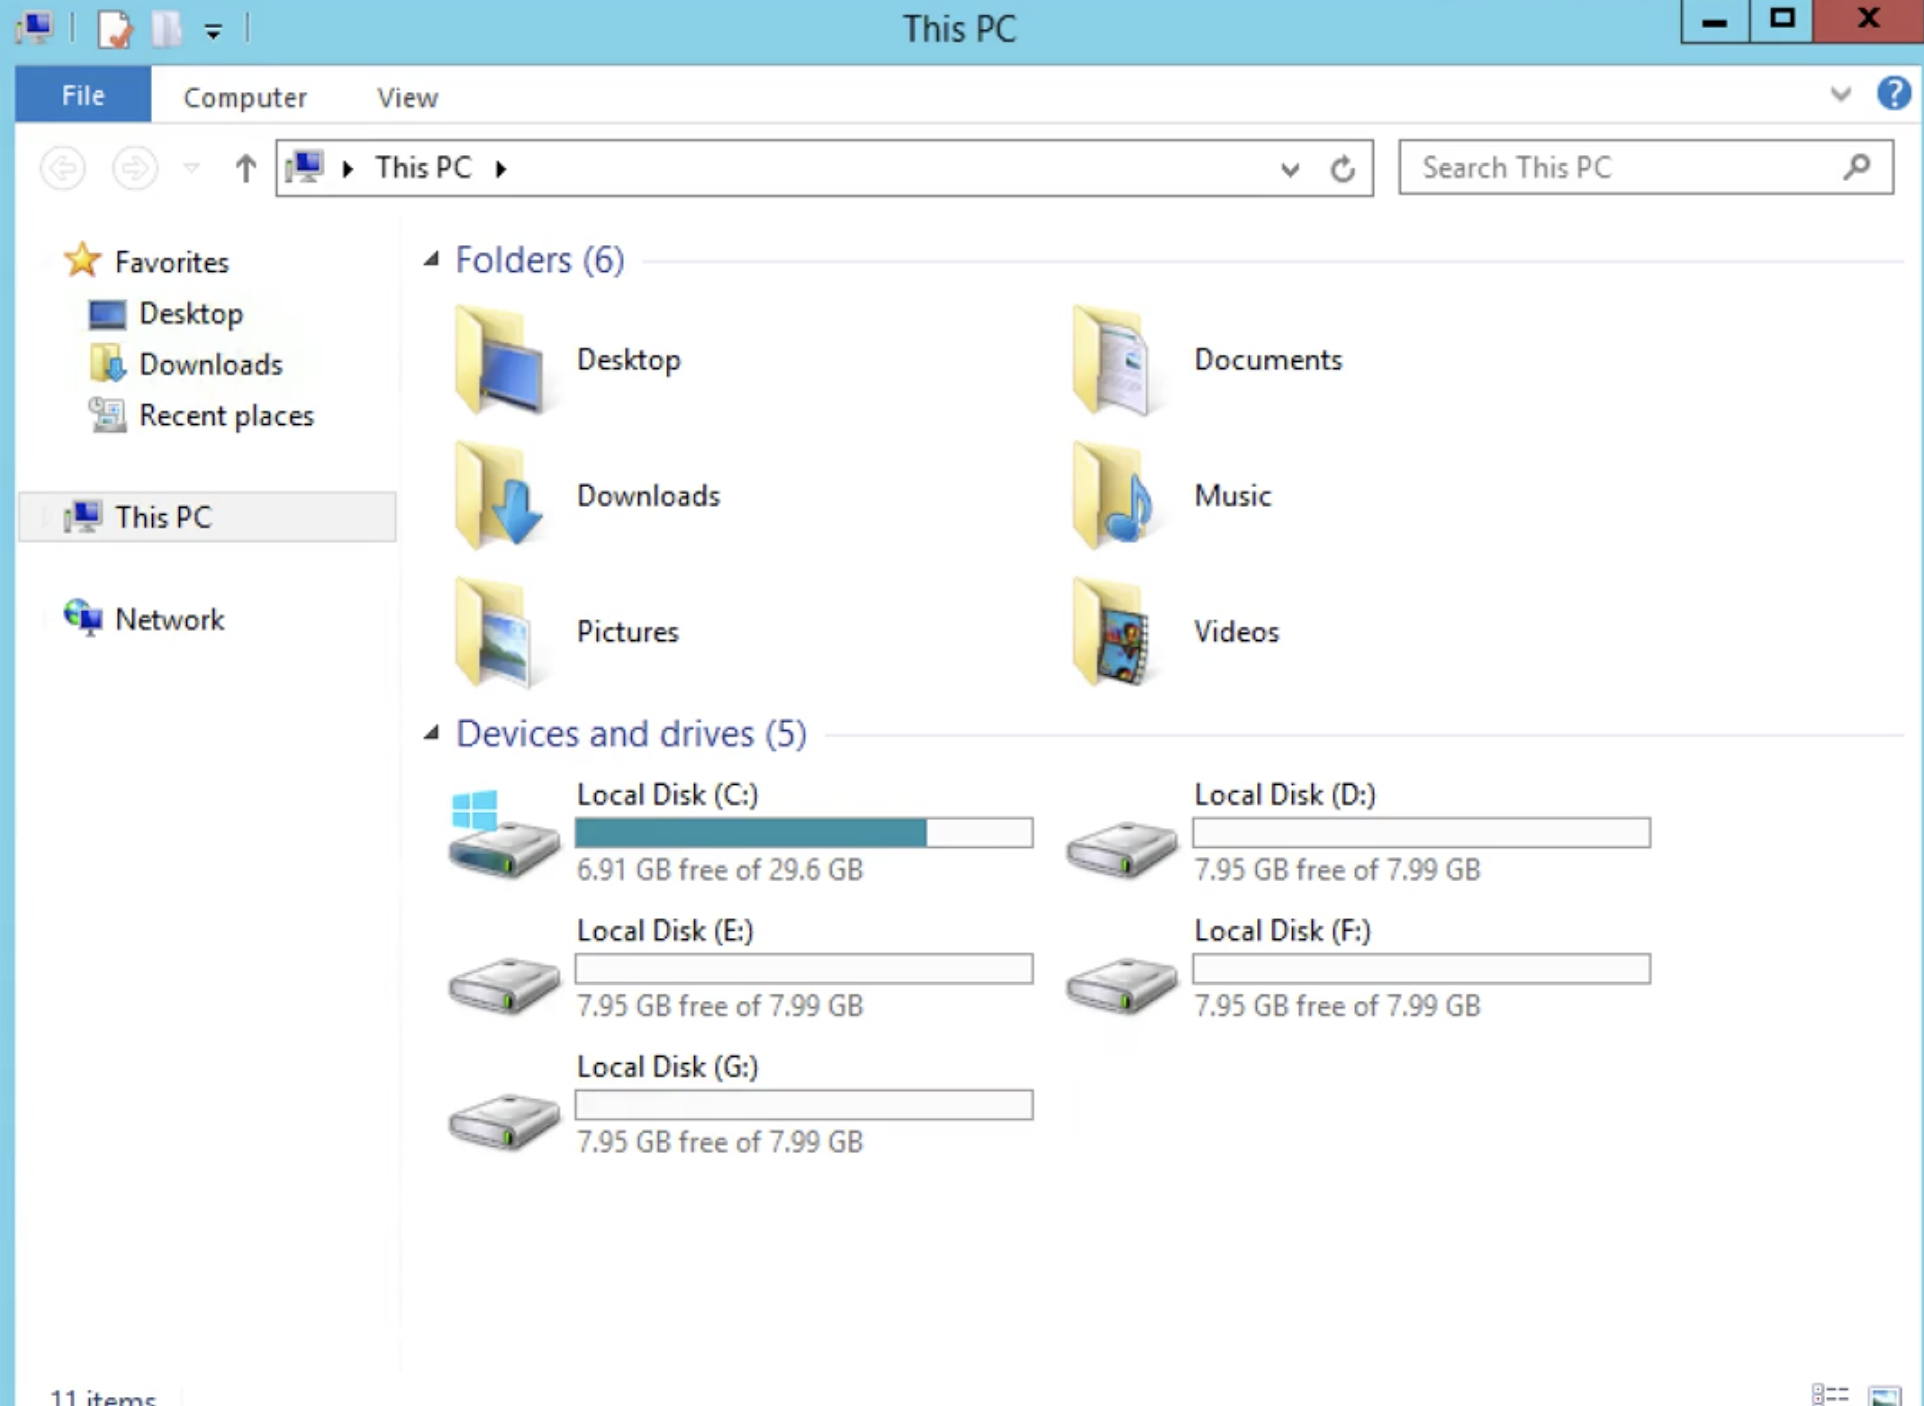 This PC
File
Computer
View
This PC
Search This PC
Favorites
Desktop
Downloads
Recent places
This PC
Network
Folders (6)
Desktop
Documents
Downloads
Music
Pictures
Videos
Devices and drives (5)
Local Disk (C:)
6.91 GB free of 29.6 GB
Local Disk (D:)
7.95 GB free of 7.99 GB
Local Disk (E:)
7.95 GB free of 7.99 GB
Local Disk (F:)
7.95 GB free of 7.99 GB
Local Disk (G:)
7.95 GB free of 7.99 GB
11 items